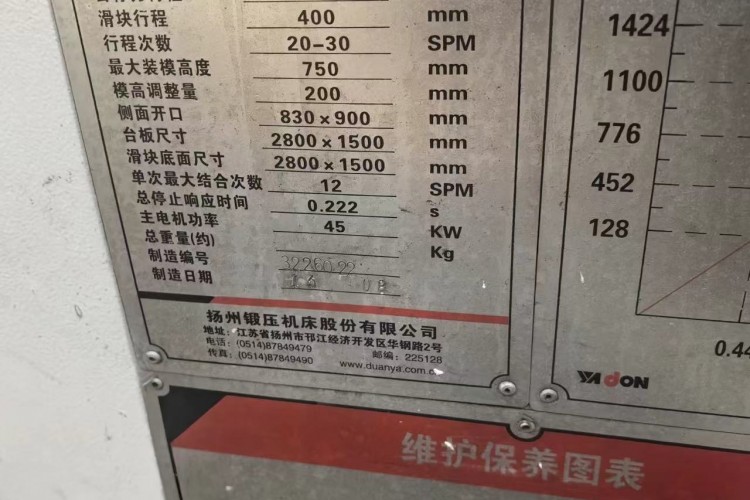 滑块行程 400 mm
行程次数 20-30 SPM
最大装模高度 750 mm
模高调整量 200 mm
侧面开口 830×900 mm
台板尺寸 2800×1500 mm
滑块底面尺寸 2800×1500 mm
单次最大结合次数 12 SPM
总停止响应时间 0.222 s
主电机功率 45 KW
总重量(约) Kg
制造编号
制造日期
扬州锻压机床股份有限公司
地址：江苏省扬州市邗江经济开发区华钢路2号
电话：(0514)87849479 邮编：225128
传真：(0514)87849490 www.duanya.com.cn
1424
1100
776
452
128
0.44
YADON
维护保养图表